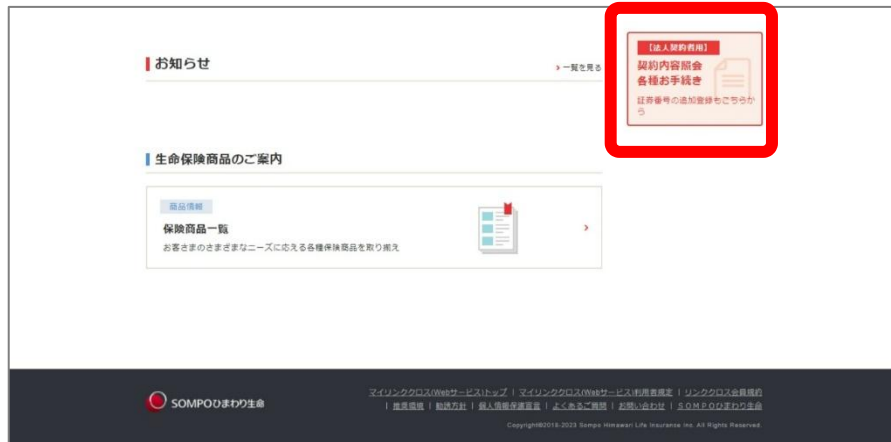 お知らせ
一覧を見る
【法人契約者用】
契約内容照会
各種お手続き
証券番号の追加登録もこちらか
ら
生命保険商品のご案内
商品情報
保険商品一覧
お客さまのさまざまなニーズに応える各種保険商品を取り揃え
SOMPOひまわり生命
マイリンククロス(Webサービス)トップ | マイリンククロス(Webサービス)利用者規定 | リンククロス会員規約
| 推奨環境 | 勧誘方針 | 個人情報保護宣言 | よくあるご質問 | お問い合わせ | SOMPOひまわり生命
Copyright©2018-2023 Sompo Himawari Life Insurance Inc. All Rights Reserved.